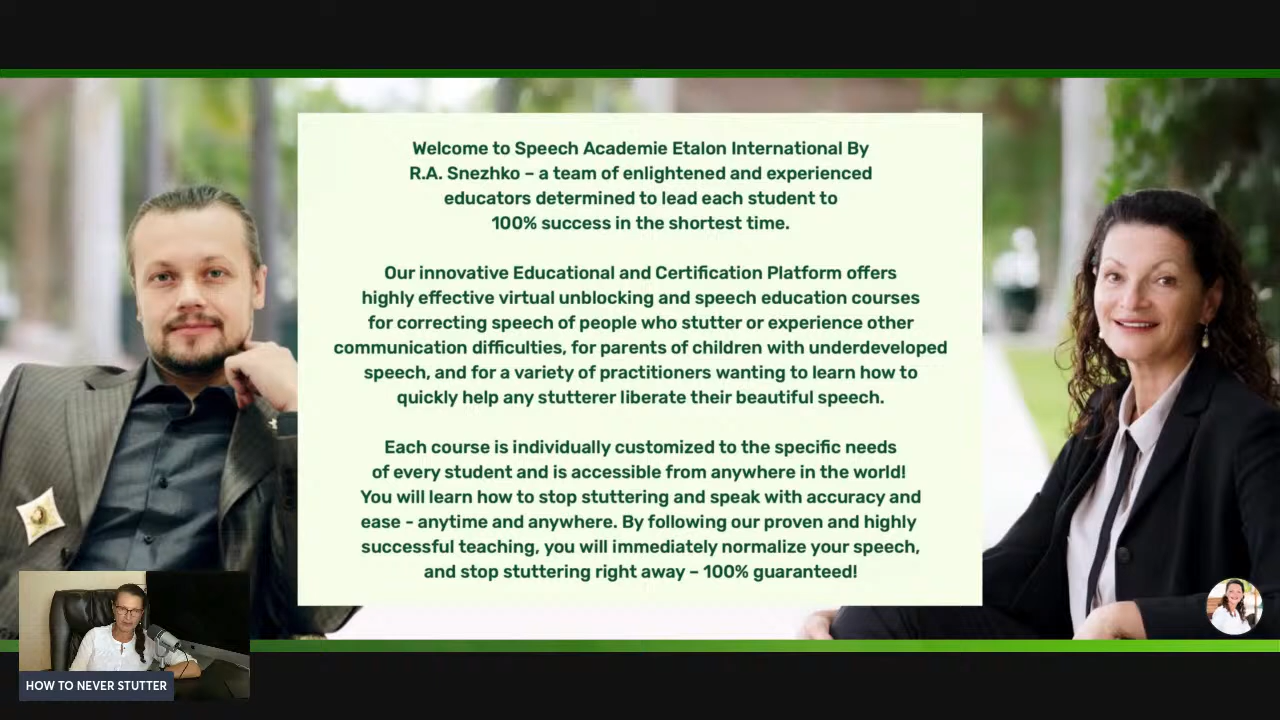 Welcome to Speech Academie Etalon International By
R.A. Snezhko – a team of enlightened and experienced
educators determined to lead each student to
100% success in the shortest time.
Our innovative Educational and Certification Platform offers
highly effective virtual unblocking and speech education courses
for correcting speech of people who stutter or experience other
communication difficulties, for parents of children with underdeveloped
speech, and for a variety of practitioners wanting to learn how to
quickly help any stutterer liberate their beautiful speech.
Each course is individually customized to the specific needs
of every student and is accessible from anywhere in the world!
You will learn how to stop stuttering and speak with accuracy and
ease - anytime and anywhere. By following our proven and highly
successful teaching, you will immediately normalize your speech,
and stop stuttering right away – 100% guaranteed!
HOW TO NEVER STUTTER